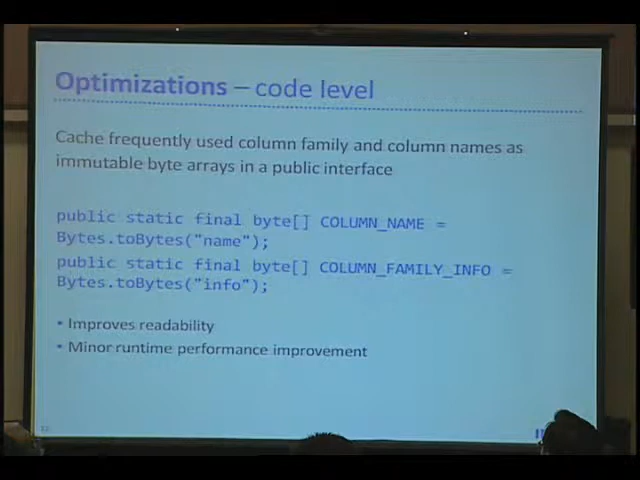 Optimizations – code level
Cache frequently used column family and column names as
immutable byte arrays in a public interface
public static final byte[] COLUMN_NAME =
Bytes.toBytes("name");
public static final byte[] COLUMN_FAMILY_INFO =
Bytes.toBytes("info");
• Improves readability
• Minor runtime performance improvement